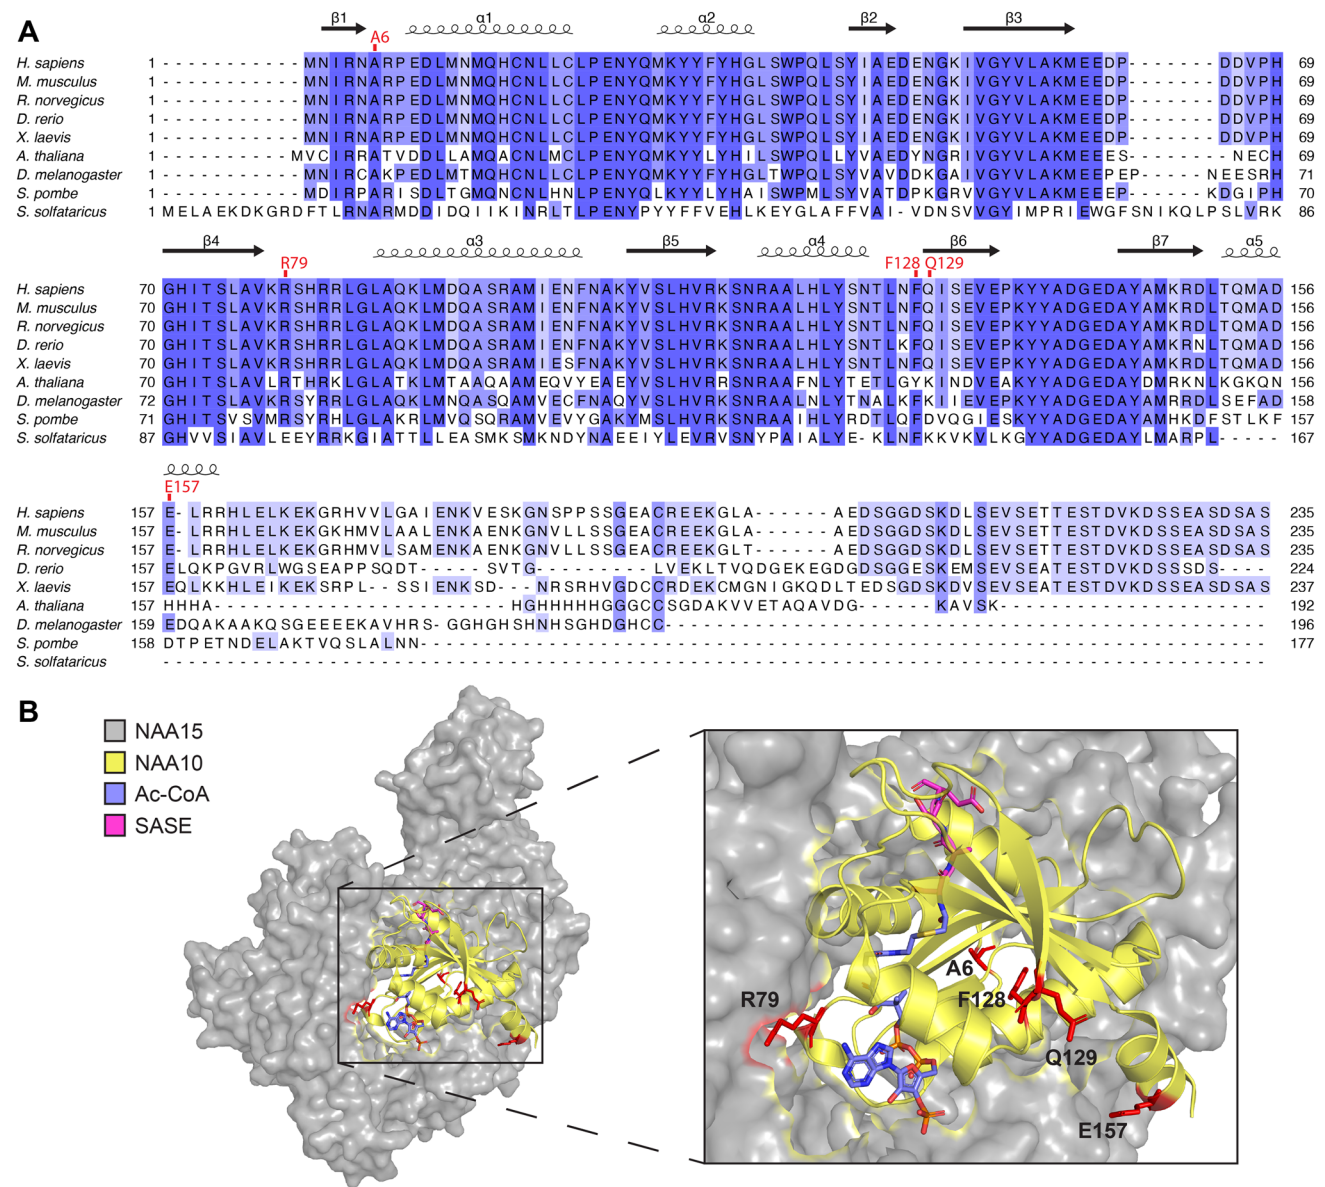 A
β1 α1 α2 β2 β3
A6
H. sapiens 1 -----------MNIRNARPEDLMNMQHCNLLCLPENYQMKYYFYHGLSWPQLSYIAEDENGKIVGYVLAKMEEDP-------DDVPH 69
M. musculus 1 -----------MNIRNARPEDLMNMQHCNLLCLPENYQMKYYFYHGLSWPQLSYIAEDENGKIVGYVLAKMEEDP-------DDVPH 69
R. norvegicus 1 -----------MNIRNARPEDLMNMQHCNLLCLPENYQMKYYFYHGLSWPQLSYIAEDENGKIVGYVLAKMEEDP-------DDVPH 69
D. rerio 1 -----------MNIRNARPEDLMNMQHCNLLCLPENYQMKYYFYHGLSWPQLSYIAEDENGKIVGYVLAKMEEDP-------DDVPH 69
X. laevis 1 -----------MNIRNARPEDLMNMQHCNLLCLPENYQMKYYFYHGLSWPQLSYIAEDENGKIVGYVLAKMEEDP-------DDVPH 69
A. thaliana 1 ----------MVCIRRATVDDLLAMQACNLMCLPENYQMKYYLYHILSWPQLLYVAEDYNGRIVGYVLAKMEEES--------NECH 69
D. melanogaster 1 -----------MNIRCAKPEDLMTMQHCNLLCLPENYQMKYYFYHGLTWPQLSYVAVDDKGAIVGYVLAKMEEPEP-----NEESRH 71
S. pombe 1 -----------MDIRPARISDLTGMQNCNLHNLPENYQLKYYLYHAISWPMLSYVATDPKGRVVGYVLAKMEEEP------KDGIPH 70
S. solfataricus 1 MELAEKDKGRDFTLRNARMDDIDQIIKINRLTLPENYPYYFFVEHLKEYGLAFFVAI-VDNSVVGYIMPRIEWGFSNIKQLPSLVRK 86
β4 α3 β5 α4 β6 β7 α5
R79 F128 Q129
H. sapiens 70 GHITSLAVKRSHRRLGLAQKLMDQASRAMIENFNAKYVSLHVRKSNRAALHLYSNTLNFQISEVEPKYYADGEDAYAMKRDLTQMAD 156
M. musculus 70 GHITSLAVKRSHRRLGLAQKLMDQASRAMIENFNAKYVSLHVRKSNRAALHLYSNTLNFQISEVEPKYYADGEDAYAMKRDLTQMAD 156
R. norvegicus 70 GHITSLAVKRSHRRLGLAQKLMDQASRAMIENFNAKYVSLHVRKSNRAALHLYSNTLNFQISEVEPKYYADGEDAYAMKRDLTQMAD 156
D. rerio 70 GHITSLAVKRSHRRLGLAQKLMDQASRAMIENFNAKYVSLHVRKSNRAALHLYSNTLKFQISEVEPKYYADGEDAYAMKRNLTQMAD 156
X. laevis 70 GHITSLAVKRSHRRLGLAQKLMDQASRAMIESFNAKYVSLHVRKSNRAALHLYSNTLNFQISEVEPKYYADGEDAYAMKRDLTQMAD 156
A. thaliana 70 GHITSLAVLRTHRKLGLATKLMTAAQAAMEQVYEAEYVSLHVRRSNRAAFNLYTETLGYKINDVEAKYYADGEDAYDMRKNLKGKQN 156
D. melanogaster 72 GHITSLAVKRSYRRLGLAQKLMNQASQAMVECFNAQYVSLHVRKSNRAALNLYTNALKFKIIEVEPKYYADGEDAYAMRRDLSEFAD 158
S. pombe 71 GHITSVSVMRSYRHLGLAKRLMVQSQRAMVEVYGAKYMSLHVRKSNRAAIHLYRDTLQFDVQGIESKYYADGEDAYAMHKDFSTLKF 157
S. solfataricus 87 GHVVSIAVLEEYRRKGIATTLLEASMKSMKNDYNAEEIYLEVRVSNYPAIALYE-KLNFKKVKVLKGYYADGEDAYLMARPL----- 167
E157
H. sapiens 157 E-LRRHLELKEKGRHVVLGAIENKVESKGNSPPSSGEACREEKGLA------AEDSGGDSKDLSEVSETTESTDVKDSSEASDSAS 235
M. musculus 157 E-LRRHLELKEKGRHMVLAALENKAENKGNVLLSSGEACREEKGLA------AEDSGGDSKDLSEVSETTESTDVKDSSEASDSAS 235
R. norvegicus 157 E-LRRHLELKEKGRHMVLSAMENKAENKGNVLLSSGEACREEKGLT------AEDSGGDSKDLSEVSETTESTDVKDSSEASDSAS 235
D. rerio 157 ELQKPGVRLWGSEAPPSQDT-----SVTG---------LVEKLTVQDGEKEGDGDSGGESKEMSEVSEATESTDVKDSSSDS---- 224
X. laevis 157 EQLKKHLEIKEKSRPL--SSIENKSD---NRSRHVGDCCRDEKCMGNIGKQDLTEDSGDSKDVSEVSEATESTDVKDSSEASDSAS 237
A. thaliana 157 HHHA-----------------------HGHHHHHGGGCCSGDAKVVETAQAVDG------KAVSK--------------------- 192
D. melanogaster 159 EDQAKAAKQSGEEEEKAVHRS-GGHGHSHNHSGHDGHCC----------------------------------------------- 196
S. pombe 158 DTPETNDELAKTVQSLALNN------------------------------------------------------------------ 177
S. solfataricus --------------------------------------------------------------------------------------
B
NAA15
NAA10
Ac-CoA
SASE
A6
R79
F128
Q129
E157